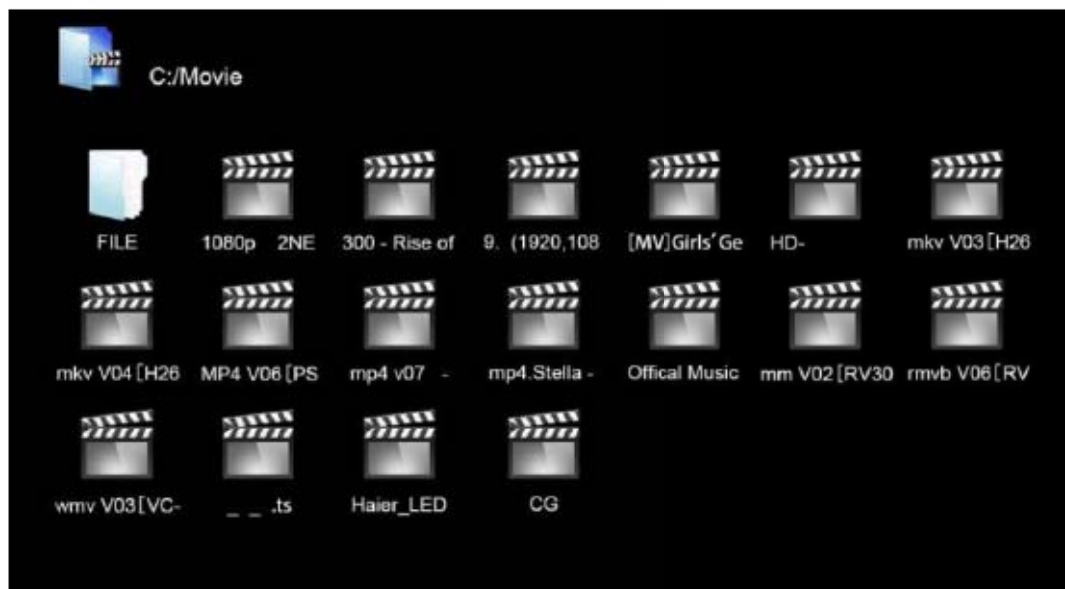 C:/Movie
FILE 1080p 2NE 300 - Rise of 9. (1920,108 [MV]Girls´Ge HD- mkv V03[H26
mkv V04[H26 MP4 V06[PS mp4 v07 - mp4.Stella - Offical Music mm V02[RV30 rmvb V06[RV
wmv V03[VC- _ _ .ts Haier_LED CG